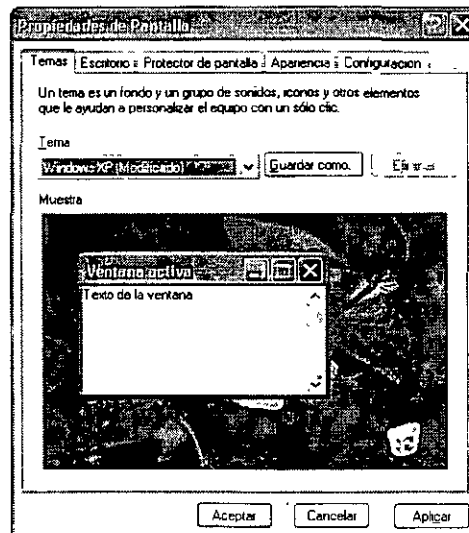 Propiedades de Pantalla
Temas Escritorio Protector de pantalla Apariencia Configuracion
Un tema es un fondo y un grupo de sonidos, iconos y otros elementos
que le ayudan a personalizar el equipo con un sólo clic.
Tema
Windows XP (Modificado) Guardar como.
Muestra
Ventana activa
Texto de la ventana
Aceptar Cancelar Aplicar